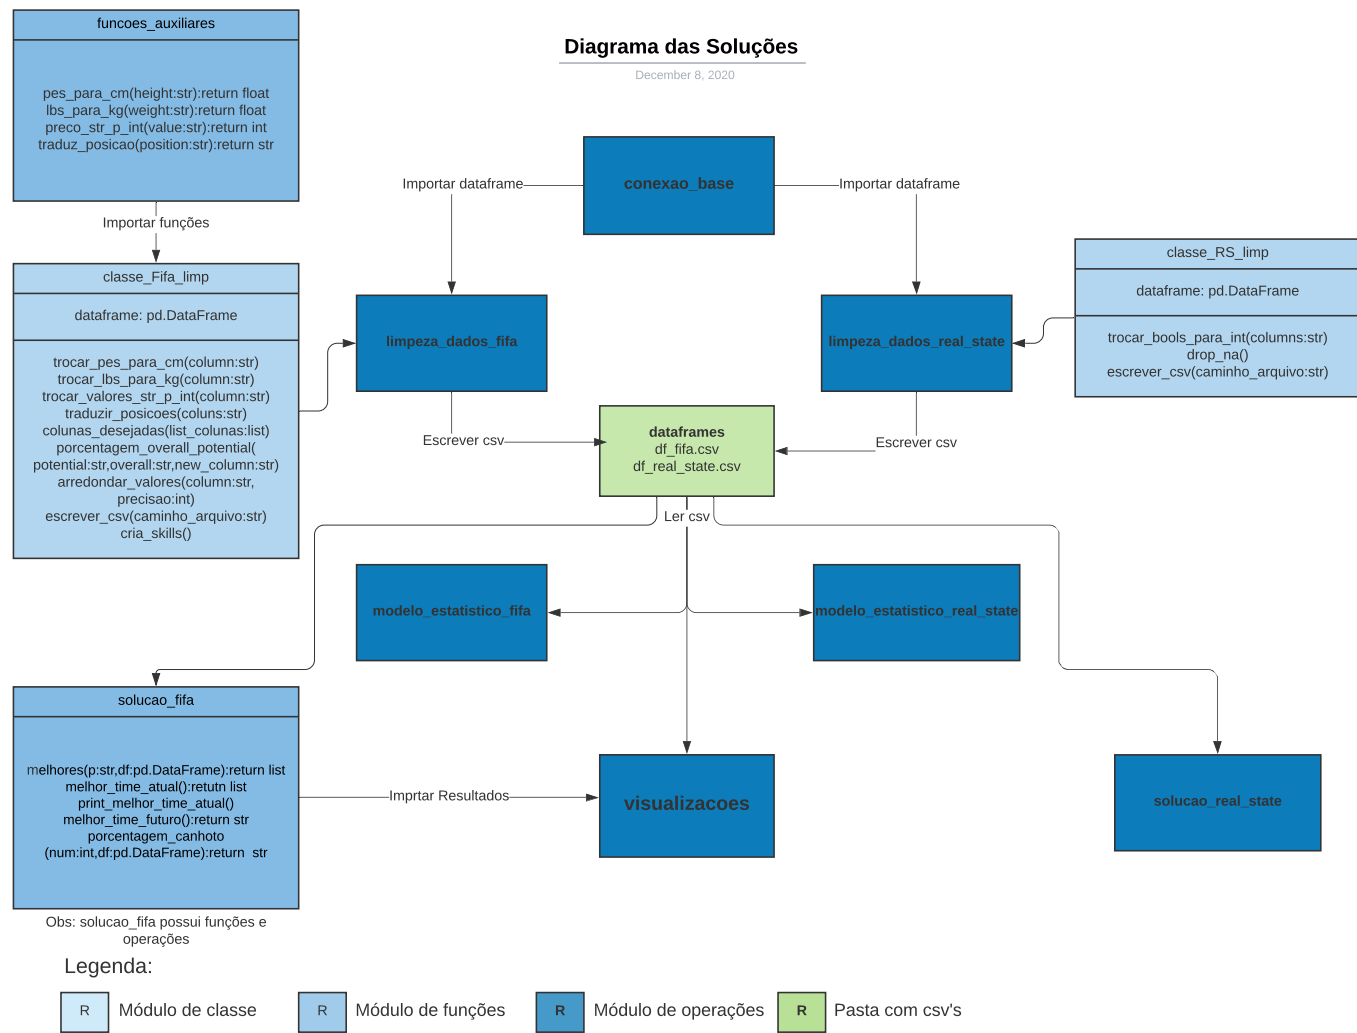 funcoes_auxiliares
pes_para_cm(height:str):return float
lbs_para_kg(weight:str):return float
preco_str_p_int(value:str):return int
traduz_posicao(position:str):return str
Diagrama das Soluções
December 8, 2020
conexao_base
Importar dataframe
Importar dataframe
Importar funções
classe_Fifa_limp
dataframe: pd.DataFrame
trocar_pes_para_cm(column:str)
trocar_lbs_para_kg(column:str)
trocar_valores_str_p_int(column:str)
traduzir_posicoes(coluns:str)
colunas_desejadas(list_colunas:list)
porcentagem_overall_potential(
potential:str,overall:str,new_column:str)
arredondar_valores(column:str,
precisao:int)
escrever_csv(caminho_arquivo:str)
cria_skills()
limpeza_dados_fifa
limpeza_dados_real_state
classe_RS_limp
dataframe: pd.DataFrame
trocar_bools_para_int(columns:str)
drop_na()
escrever_csv(caminho_arquivo:str)
Escrever csv
Escrever csv
dataframes
df_fifa.csv
df_real_state.csv
Ler csv
modelo_estatistico_fifa
modelo_estatistico_real_state
solucao_fifa
melhores(p:str,df:pd.DataFrame):return list
melhor_time_atual():retutn list
print_melhor_time_atual()
melhor_time_futuro():return str
porcentagem_canhoto
(num:int,df:pd.DataFrame):return  str
Imprtar Resultados
visualizacoes
solucao_real_state
Obs: solucao_fifa possui funções e
operações
Legenda:
R Módulo de classe
R Módulo de funções
R Módulo de operações
R Pasta com csv's